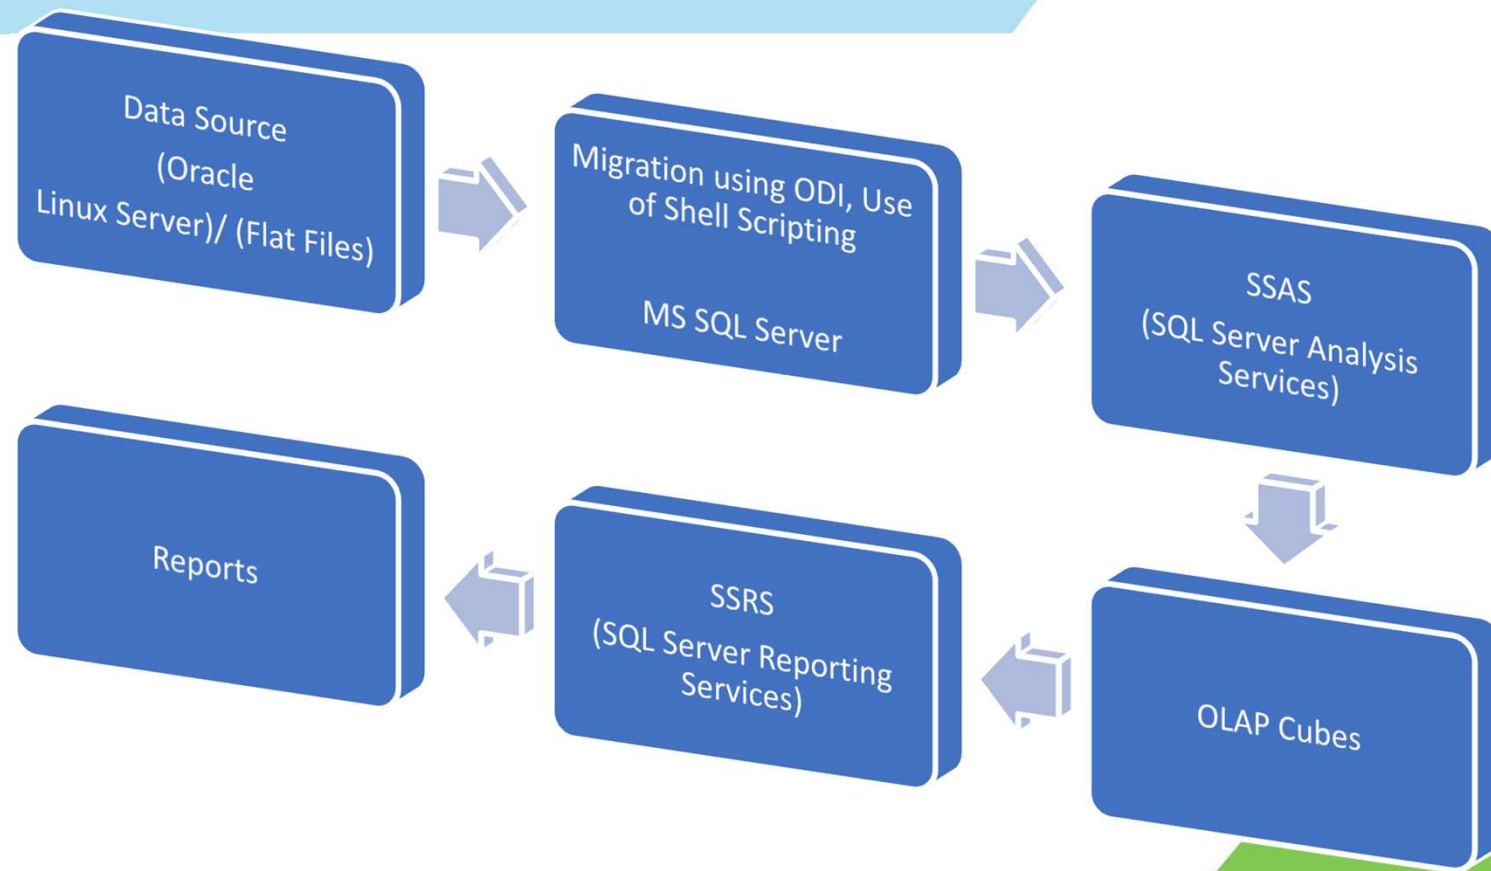 Data Source
(Oracle
Linux Server)/ (Flat Files)
Migration using ODI, Use
of Shell Scripting
MS SQL Server
SSAS
(SQL Server Analysis
Services)
OLAP Cubes
SSRS
(SQL Server Reporting
Services)
Reports